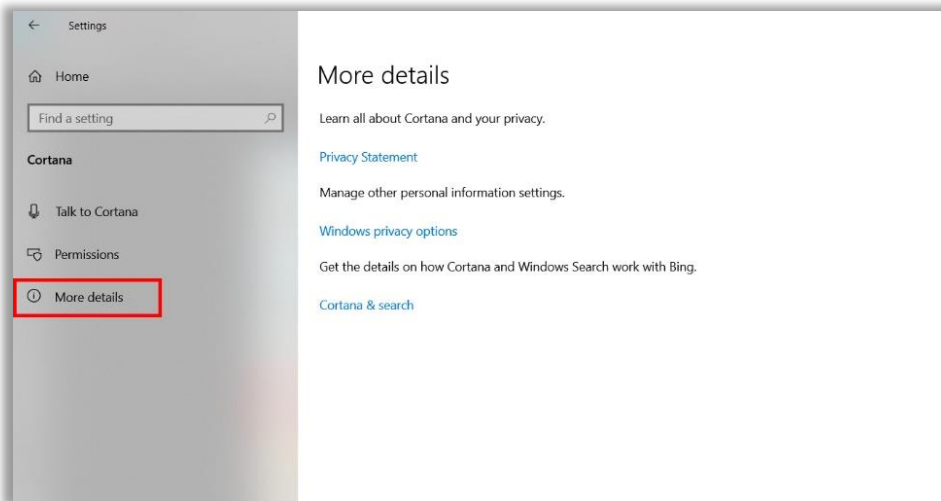 Settings
Home
Find a setting
Cortana
Talk to Cortana
Permissions
More details
More details
Learn all about Cortana and your privacy.
Privacy Statement
Manage other personal information settings.
Windows privacy options
Get the details on how Cortana and Windows Search work with Bing.
Cortana & search